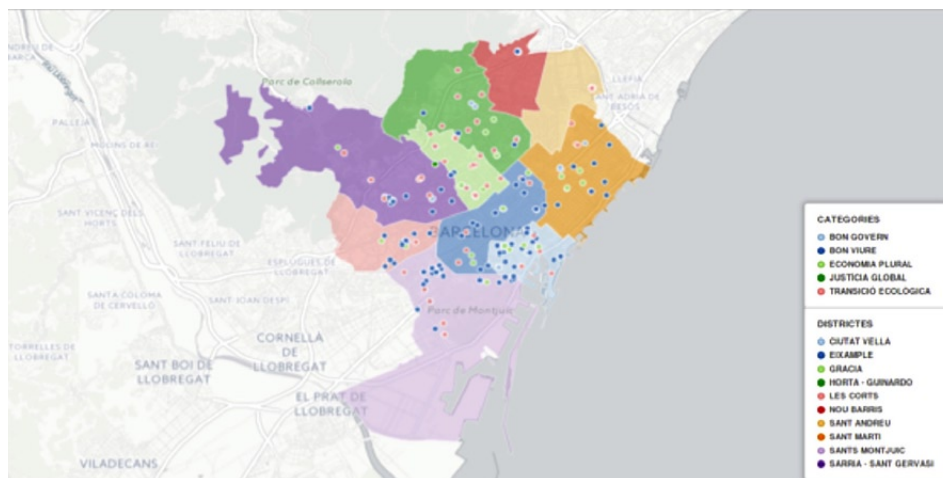 Parc de Collserola
LLEFIÀ
SANT ADRIÀ DE
BESÒS
PALLEJÀ
MOLINS DE REI
SANT VICENÇ DELS
HORTS
SANT FELIU DE
LLOBREGAT
ESPLUGUES DE
LLOBREGAT
BARCELONA
SANTA COLOMA
DE CERVELLÓ
SANT JOAN DESPÍ
Parc de Montjuïc
CORNELLÀ
DE
LLOBREGAT
TORRELLES DE
LLOBREGAT
SANT BOI DE
LLOBREGAT
EL PRAT DE
LLOBREGAT
VILADECANS
CATEGORIES
BON GOVERN
BON VIURE
ECONOMIA PLURAL
JUSTÍCIA GLOBAL
TRANSICIÓ ECOLÒGICA
DISTRICTES
CIUTAT VELLA
EIXAMPLE
GRACIA
HORTA - GUINARDO
LES CORTS
NOU BARRIS
SANT ANDREU
SANT MARTI
SANTS MONTJUIC
SARRIA - SANT GERVASI